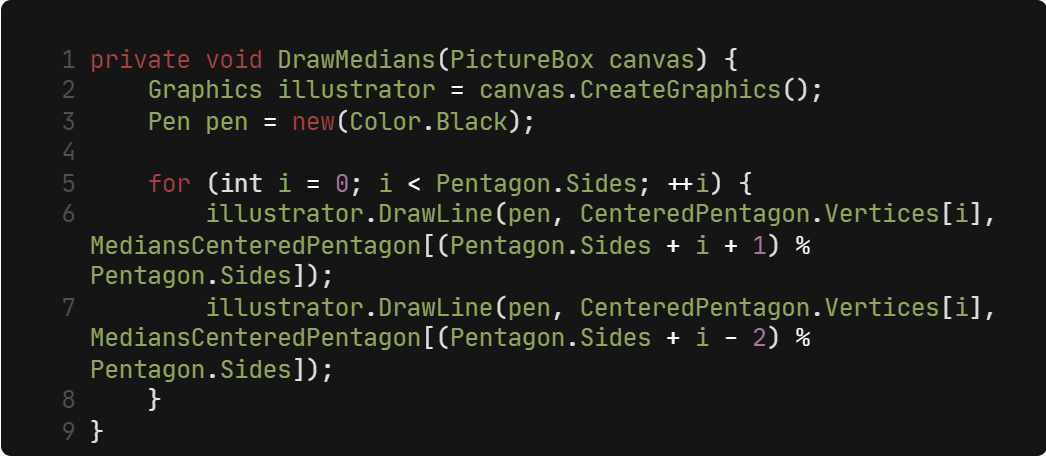 1 private void DrawMedians(PictureBox canvas) {
2     Graphics illustrator = canvas.CreateGraphics();
3     Pen pen = new(Color.Black);
4
5     for (int i = 0; i < Pentagon.Sides; ++i) {
6         illustrator.DrawLine(pen, CenteredPentagon.Vertices[i],
MediansCenteredPentagon[(Pentagon.Sides + i + 1) %
Pentagon.Sides]);
7         illustrator.DrawLine(pen, CenteredPentagon.Vertices[i],
MediansCenteredPentagon[(Pentagon.Sides + i - 2) %
Pentagon.Sides]);
8     }
9 }